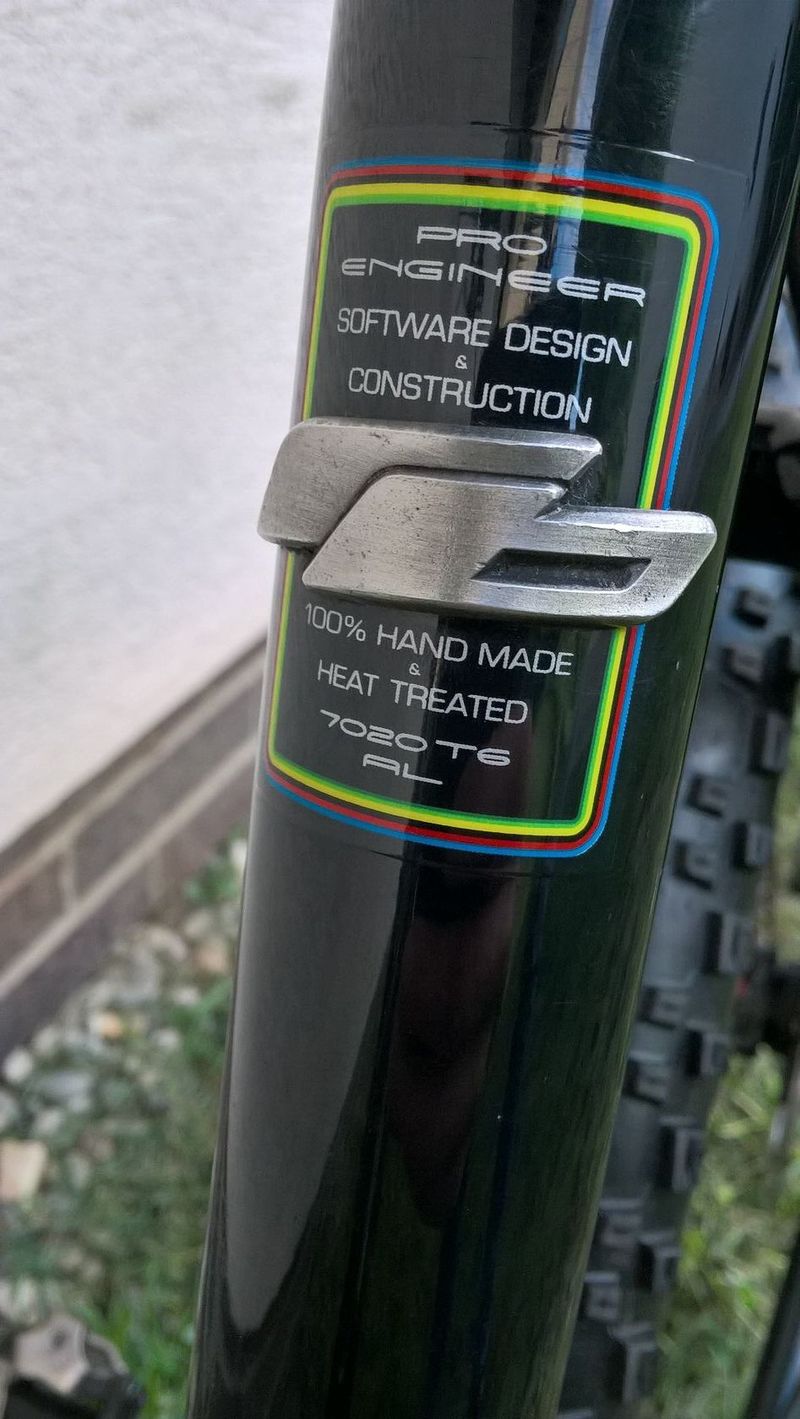 PRO
ENGINEER
SOFTWARE DESIGN
&
CONSTRUCTION
100% HAND MADE
&
HEAT TREATED
7020 T6
AL